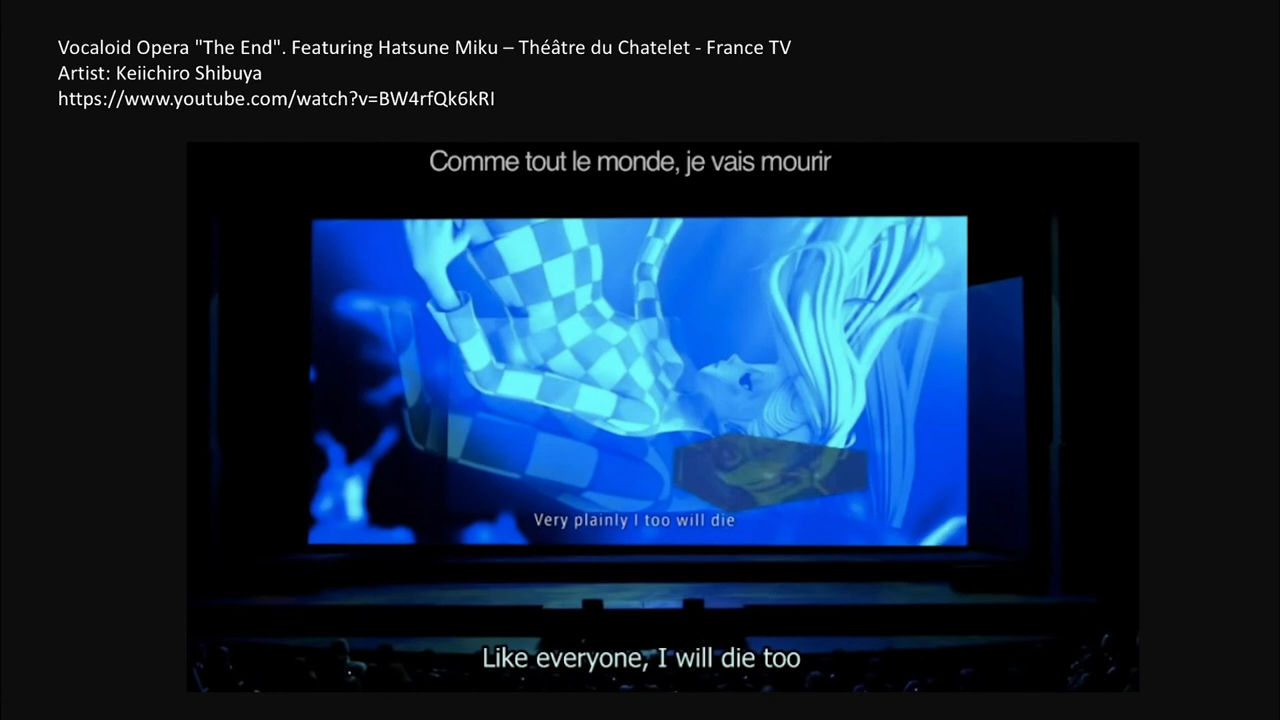 Vocaloid Opera "The End". Featuring Hatsune Miku – Théâtre du Chatelet - France TV
Artist: Keiichiro Shibuya
https://www.youtube.com/watch?v=BW4rfQk6kRI
Comme tout le monde, je vais mourir
Very plainly I too will die
Like everyone, I will die too